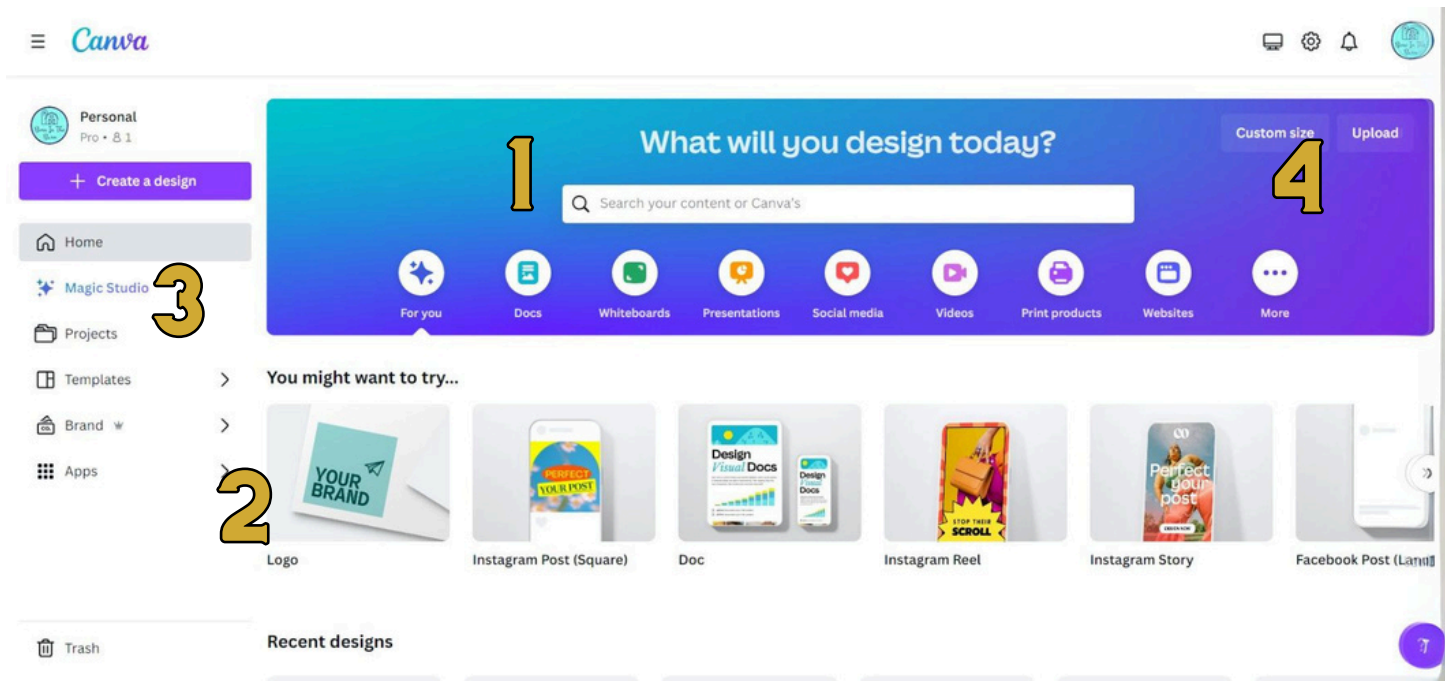 Canva
Personal
Pro • 1
+ Create a design
Home
Magic Studio
Projects
Templates
Brand
Apps
Trash
What will you design today?
Custom size
Upload
Search your content or Canva's
For you
Docs
Whiteboards
Presentations
Social media
Videos
Print products
Websites
More
1
2
3
4
You might want to try...
YOUR
BRAND
PERFECT
YOUR POST
Design
Visual Docs
Design
Visual
Docs
STOP THEIR
SCROLL
Perfect
your
post
DESIGN NOW
Logo
Instagram Post (Square)
Doc
Instagram Reel
Instagram Story
Facebook Post
Recent designs